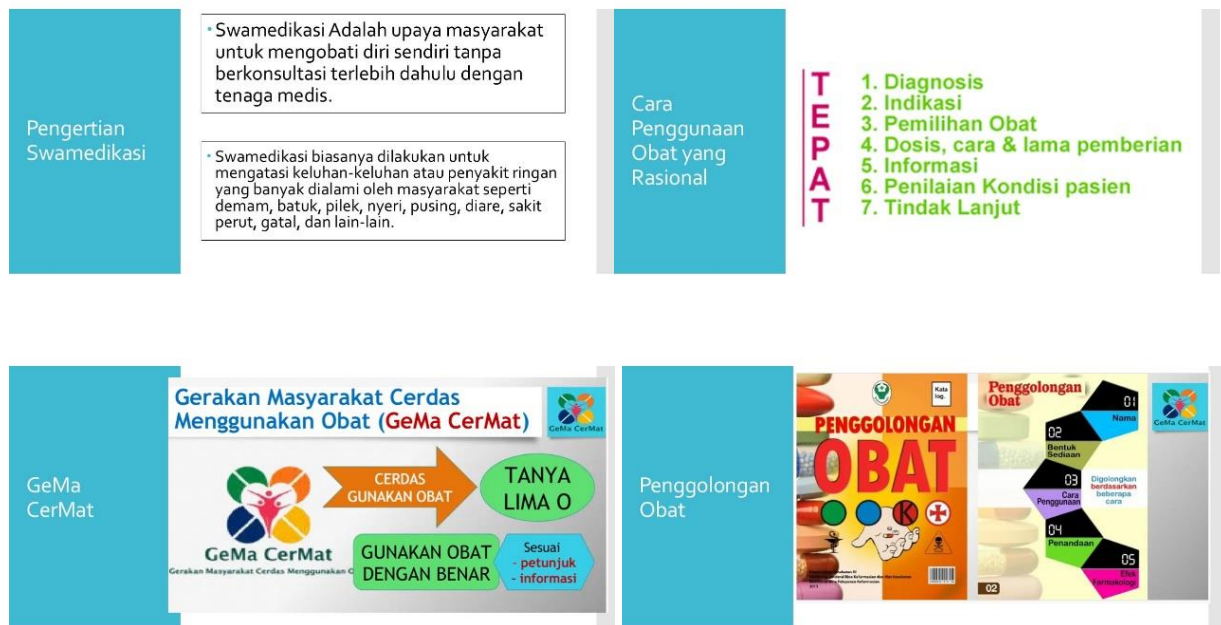 Pengertian
Swamedikasi
• Swamedikasi Adalah upaya masyarakat
untuk mengobati diri sendiri tanpa
berkonsultasi terlebih dahulu dengan
tenaga medis.
• Swamedikasi biasanya dilakukan untuk
mengatasi keluhan-keluhan atau penyakit ringan
yang banyak dialami oleh masyarakat seperti
demam, batuk, pilek, nyeri, pusing, diare, sakit
perut, gatal, dan lain-lain.
Cara
Penggunaan
Obat yang
Rasional
TEPAT
1. Diagnosis
2. Indikasi
3. Pemilihan Obat
4. Dosis, cara & lama pemberian
5. Informasi
6. Penilaian Kondisi pasien
7. Tindak Lanjut
GeMa
CerMat
Gerakan Masyarakat Cerdas
Menggunakan Obat (GeMa CerMat)
GeMa CerMat
CERDAS
GUNAKAN OBAT
TANYA
LIMA O
GeMa CerMat
Gerakan Masyarakat Cerdas Menggunakan O
GUNAKAN OBAT
DENGAN BENAR
Sesuai
- petunjuk
- informasi
Penggolongan
Obat
Kata
log.
PENGGOLONGAN
OBAT
K
Penggolongan
Obat
01
Nama
02
Bentuk
Sediaan
03
Cara
Penggunaan
Digolongkan
berdasarkan
beberapa
cara
04
Penandaan
05
Efek
Farmakologi
02
GeMa CerMat